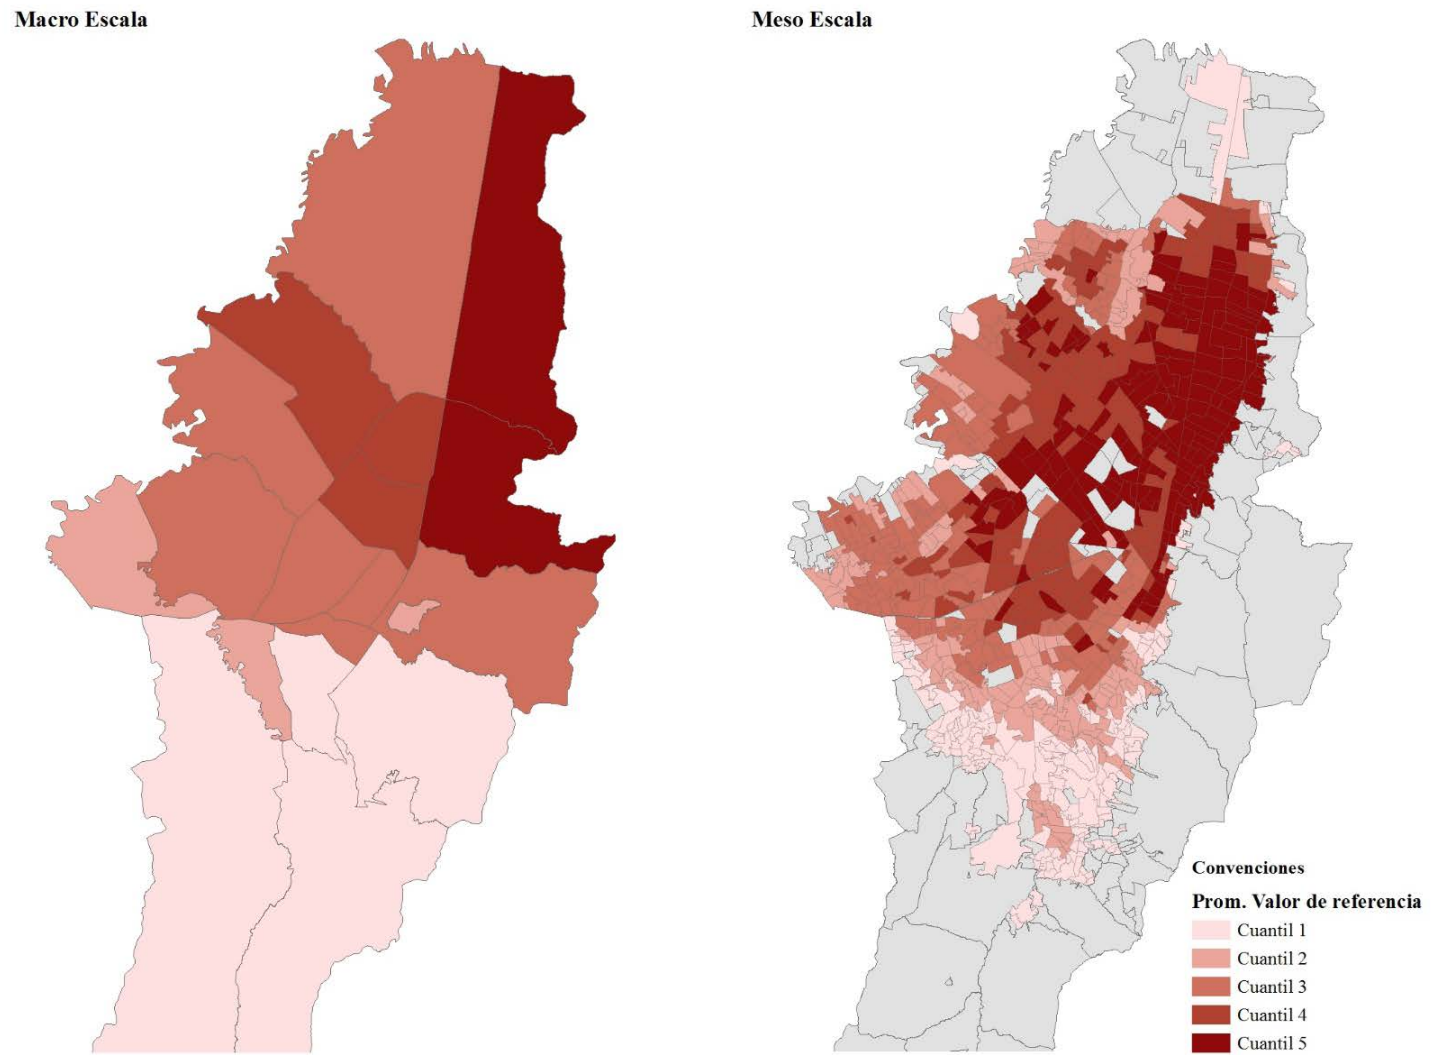 Macro Escala
Meso Escala
Convenciones
Prom. Valor de referencia
Cuantil 1
Cuantil 2
Cuantil 3
Cuantil 4
Cuantil 5